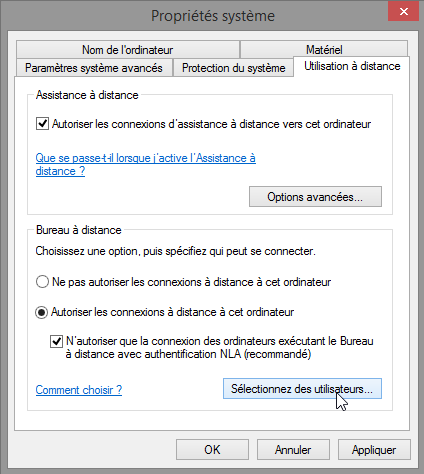 Propriétés système
Nom de l'ordinateur
Matériel
Paramètres système avancés
Protection du système
Utilisation à distance
Assistance à distance
Autoriser les connexions d'assistance à distance vers cet ordinateur
Que se passe-t-il lorsque j'active l'Assistance à
distance ?
Options avancées...
Bureau à distance
Choisissez une option, puis spécifiez qui peut se connecter.
Ne pas autoriser les connexions à distance à cet ordinateur
Autoriser les connexions à distance à cet ordinateur
N'autoriser que la connexion des ordinateurs exécutant le Bureau
à distance avec authentification NLA (recommandé)
Comment choisir ?
Sélectionnez des utilisateurs...
OK
Annuler
Appliquer